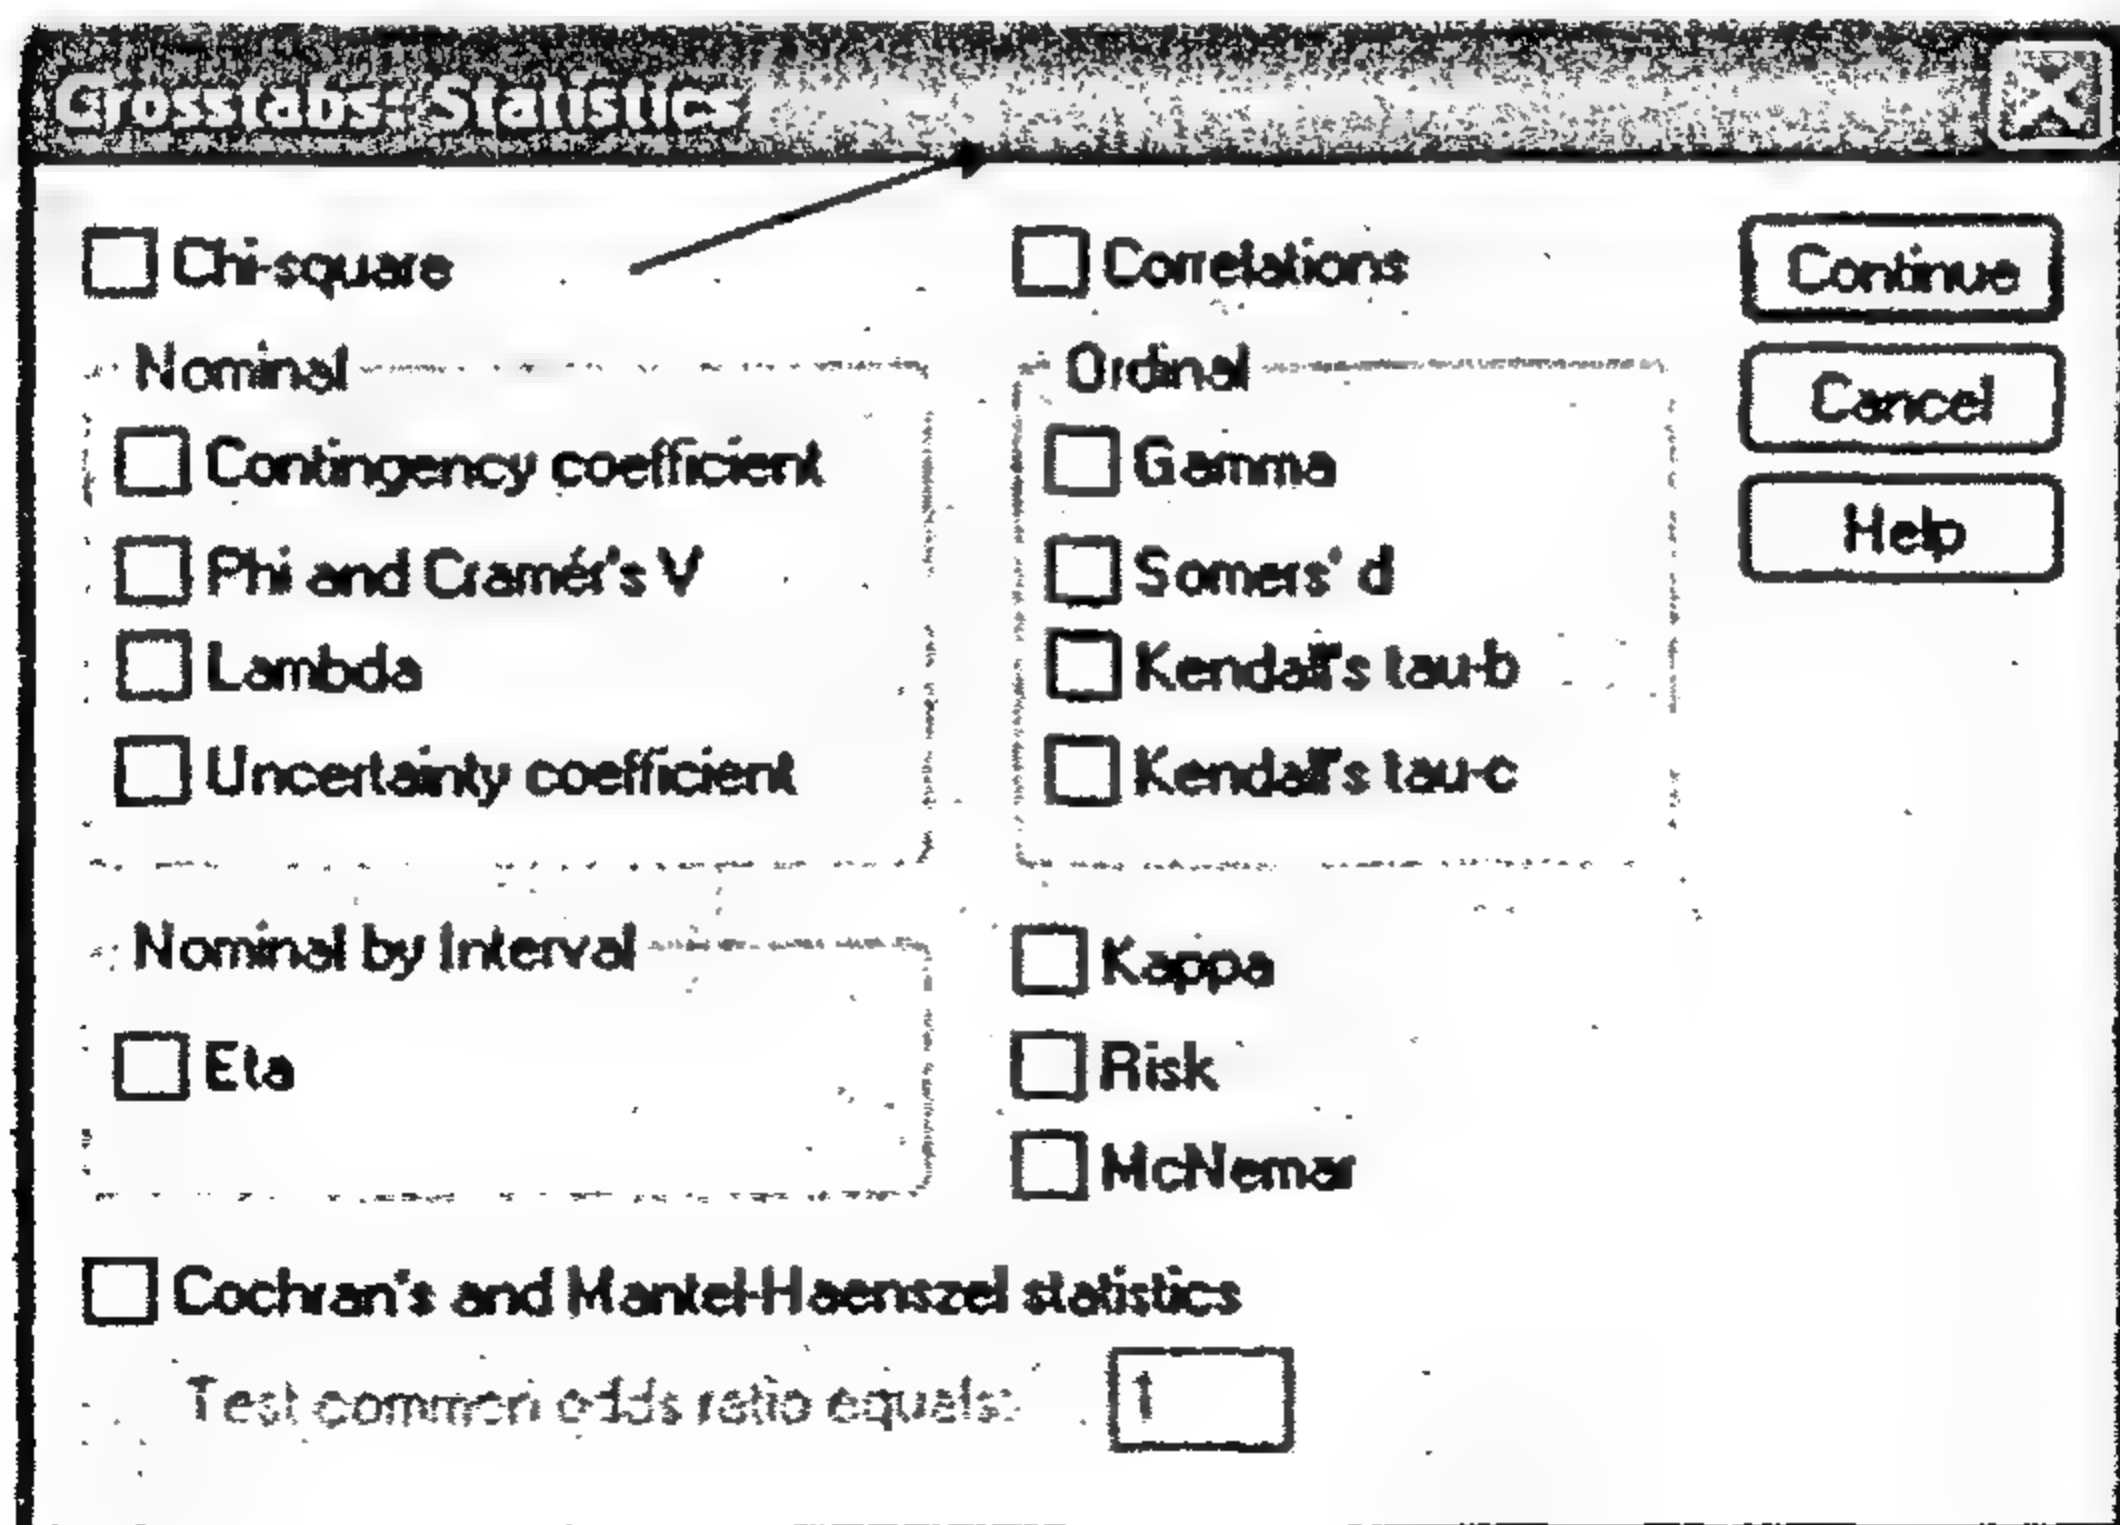 Crosstabs: Statistics
Chi-square
Correlations
Continue
Cancel
Help
Nominal
Contingency coefficient
Phi and Cramér's V
Lambda
Uncertainty coefficient
Ordinal
Gamma
Somers' d
Kendall's tau-b
Kendall's tau-c
Nominal by Interval
Eta
Kappa
Risk
McNemar
Cochran's and Mantel-Haenszel statistics
Test common odds ratio equals: 1